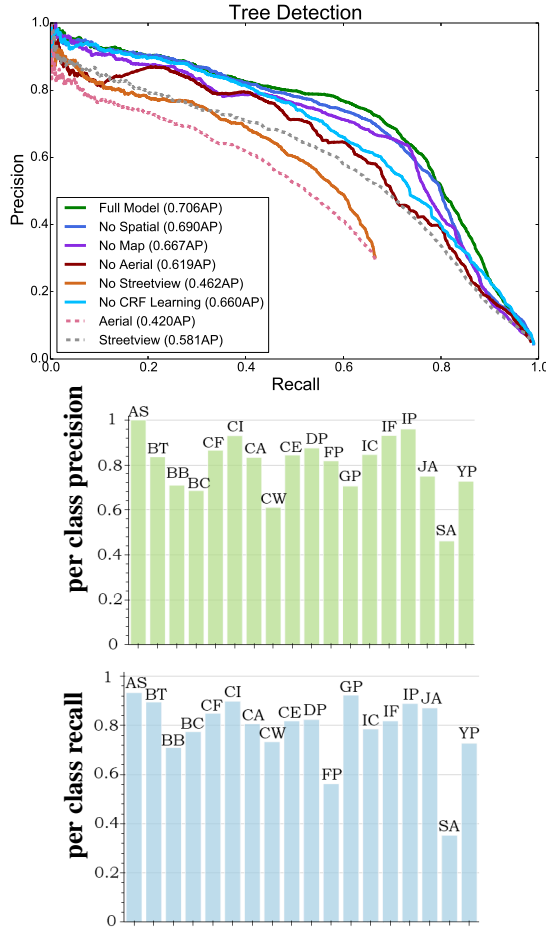 Tree Detection
1.0
0.8
0.6
0.4
0.2
0.0
Precision
Full Model (0.706AP)
No Spatial (0.690AP)
No Map (0.667AP)
No Aerial (0.619AP)
No Streetview (0.462AP)
No CRF Learning (0.660AP)
Aerial (0.420AP)
Streetview (0.581AP)
0.0 0.2 0.4 0.6 0.8 1.0
Recall
per class precision
1
0.8
0.6
0.4
0.2
0
AS BT BB BC CF CI CA CW CE DP FP GP IC IF IP JA SA YP
per class recall
1
0.8
0.6
0.4
0.2
0
AS BT BB BC CF CI CA CW CE DP FP GP IC IF IP JA SA YP